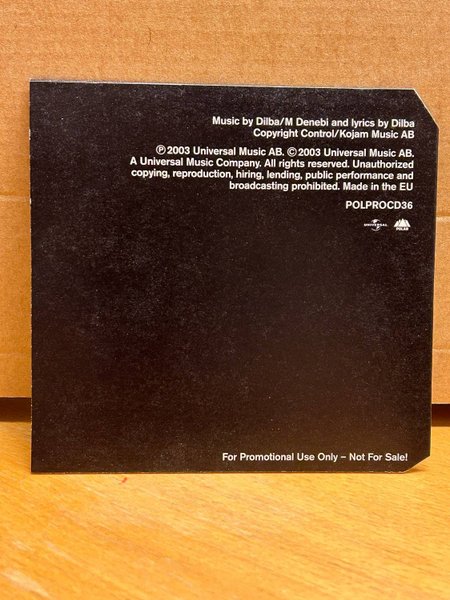 Music by Dilba/M Denebi and lyrics by Dilba
Copyright Control/Kojam Music AB
℗ 2003 Universal Music AB. © 2003 Universal Music AB.
A Universal Music Company. All rights reserved. Unauthorized
copying, reproduction, hiring, lending, public performance and
broadcasting prohibited. Made in the EU
POLPROCD36
UNIVERSAL POLAR
For Promotional Use Only – Not For Sale!